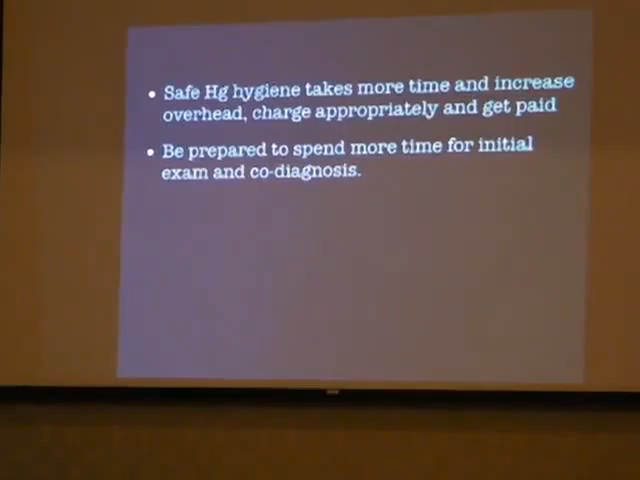 • Safe Hg hygiene takes more time and increase
overhead, charge appropriately and get paid
• Be prepared to spend more time for initial
exam and co-diagnosis.